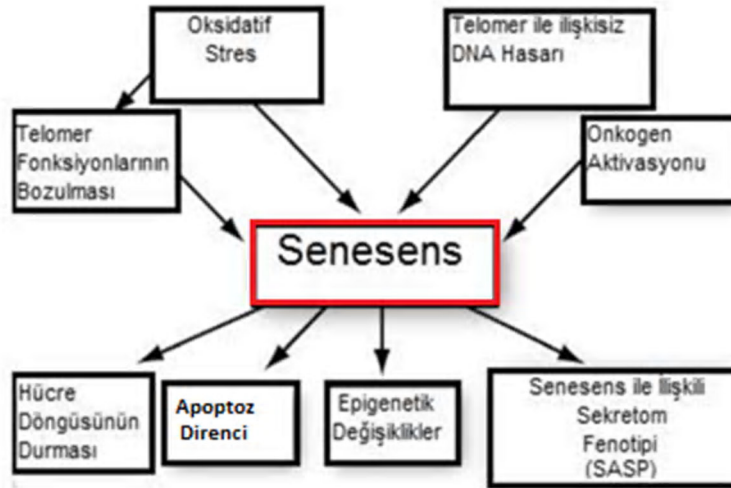 Oksidatif
Stres
Telomer ile ilişkisiz
DNA Hasarı
Telomer
Fonksiyonlarının
Bozulması
Onkogen
Aktivasyonu
Senesens
Hücre
Döngüsünün
Durması
Apoptoz
Direnci
Epigenetik
Değişiklikler
Senesens ile İlişkili
Sekretom
Fenotipi
(SASP)